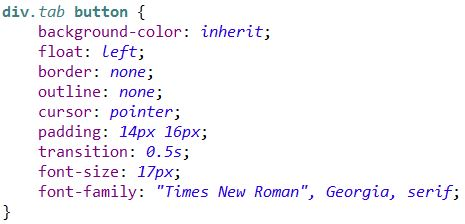 div.tab button {
    background-color: inherit;
    float: left;
    border: none;
    outline: none;
    cursor: pointer;
    padding: 14px 16px;
    transition: 0.5s;
    font-size: 17px;
    font-family: "Times New Roman", Georgia, serif;
}